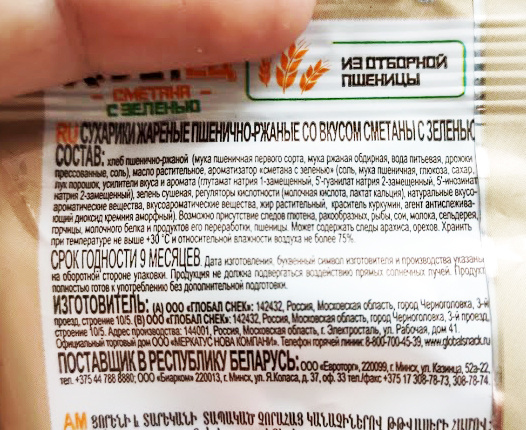 ИЗ ОТБОРНОЙ
ПШЕНИЦЫ
СМЕТАНА
С ЗЕЛЕНЬЮ
RU СУХАРИКИ ЖАРЕНЫЕ ПШЕНИЧНО-РЖАНЫЕ СО ВКУСОМ СМЕТАНЫ С ЗЕЛЕНЬЮ
СОСТАВ: хлеб пшенично-ржаной (мука пшеничная первого сорта, мука ржаная обдирная, вода питьевая, дрожжи
прессованные, соль), масло растительное, ароматизатор «сметана с зеленью» (соль, мука пшеничная, глюкоза, сахар,
лук порошок, усилители вкуса и аромата (глутамат натрия 1-замещенный, 5'-гуанилат натрия 2-замещенный, 5'-инозинат
натрия 2-замещенный), зелень сушеная, регуляторы кислотности (молочная кислота, лактат кальция), натуральные вкусо-
ароматические вещества, вкусоароматические вещества, жир растительный, краситель куркумин, агент антислежива-
ющий диоксид кремния аморфный). Возможно присутствие следов глютена, ракообразных, рыбы, сои, молока, сельдерея,
горчицы, молочного белка и продуктов его переработки, пшеницы. Может содержать следы арахиса, орехов. Хранить
при температуре не выше +30 °С и относительной влажности воздуха не более 75%.
СРОК ГОДНОСТИ 9 МЕСЯЦЕВ. Дата изготовления, буквенный символ изготовителя и производства указаны
на оборотной стороне упаковки. Продукция не должна подвергаться воздействию прямых солнечных лучей. Продукт
полностью готов к употреблению без дополнительной подготовки.
ИЗГОТОВИТЕЛЬ: (А) ООО «ГЛОБАЛ СНЕК»: 142432, Россия, Московская область, город Черноголовка, 3-й
проезд, строение 10/5. (В) ООО «ГЛОБАЛ СНЕК»: 142432, Россия, Московская область, город Черноголовка, 3-й проезд,
строение 10/5. Адрес производства: 144001, Россия, Московская область, г. Электросталь, ул. Рабочая, дом 41.
Официальный торговый дом ООО «МЕРКАТУС НОВА КОМПАНИ». Телефон горячей линии: 8-800-700-45-39, www.globalsnack.ru
ПОСТАВЩИК В РЕСПУБЛИКУ БЕЛАРУСЬ: ООО «Евроторг», 220099, г. Минск, ул. Казинца, 52а-22,
тел. +375 44 788 8880; ООО «Биарком» 220013, г. Минск, ул. Я.Коласа, д. 37, оф. 33 тел./факс +375 17 308-78-73, 308-78-74.
AM ՑՈՐԵՆԻ և ՏԱՐԵԿԱՆԻ ՏԱՊԱԿԱԾ ՉՈՐԱՀԱՑ ԿԱՆԱՉԻՆԵՐՈՎ ԹԹՎԱՍԵՐԻ ՀԱՄՈՎ